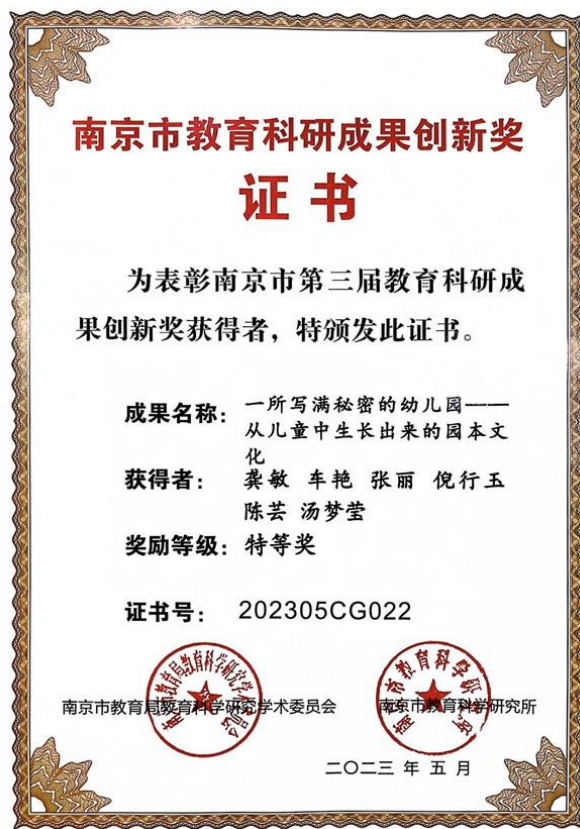 南京市教育科研成果创新奖
证书
为表彰南京市第三届教育科研成
果创新奖获得者，特颁发此证书。
成果名称：一所写满秘密的幼儿园——
从儿童中生长出来的园本文
化
获得者：龚敏 车艳 张丽 倪行玉
陈芸 汤梦莹
奖励等级：特等奖
证书号：202305CG022
南京市教育局教育科学研究学术委员会
南京市教育科学研究所
二〇二三年五月